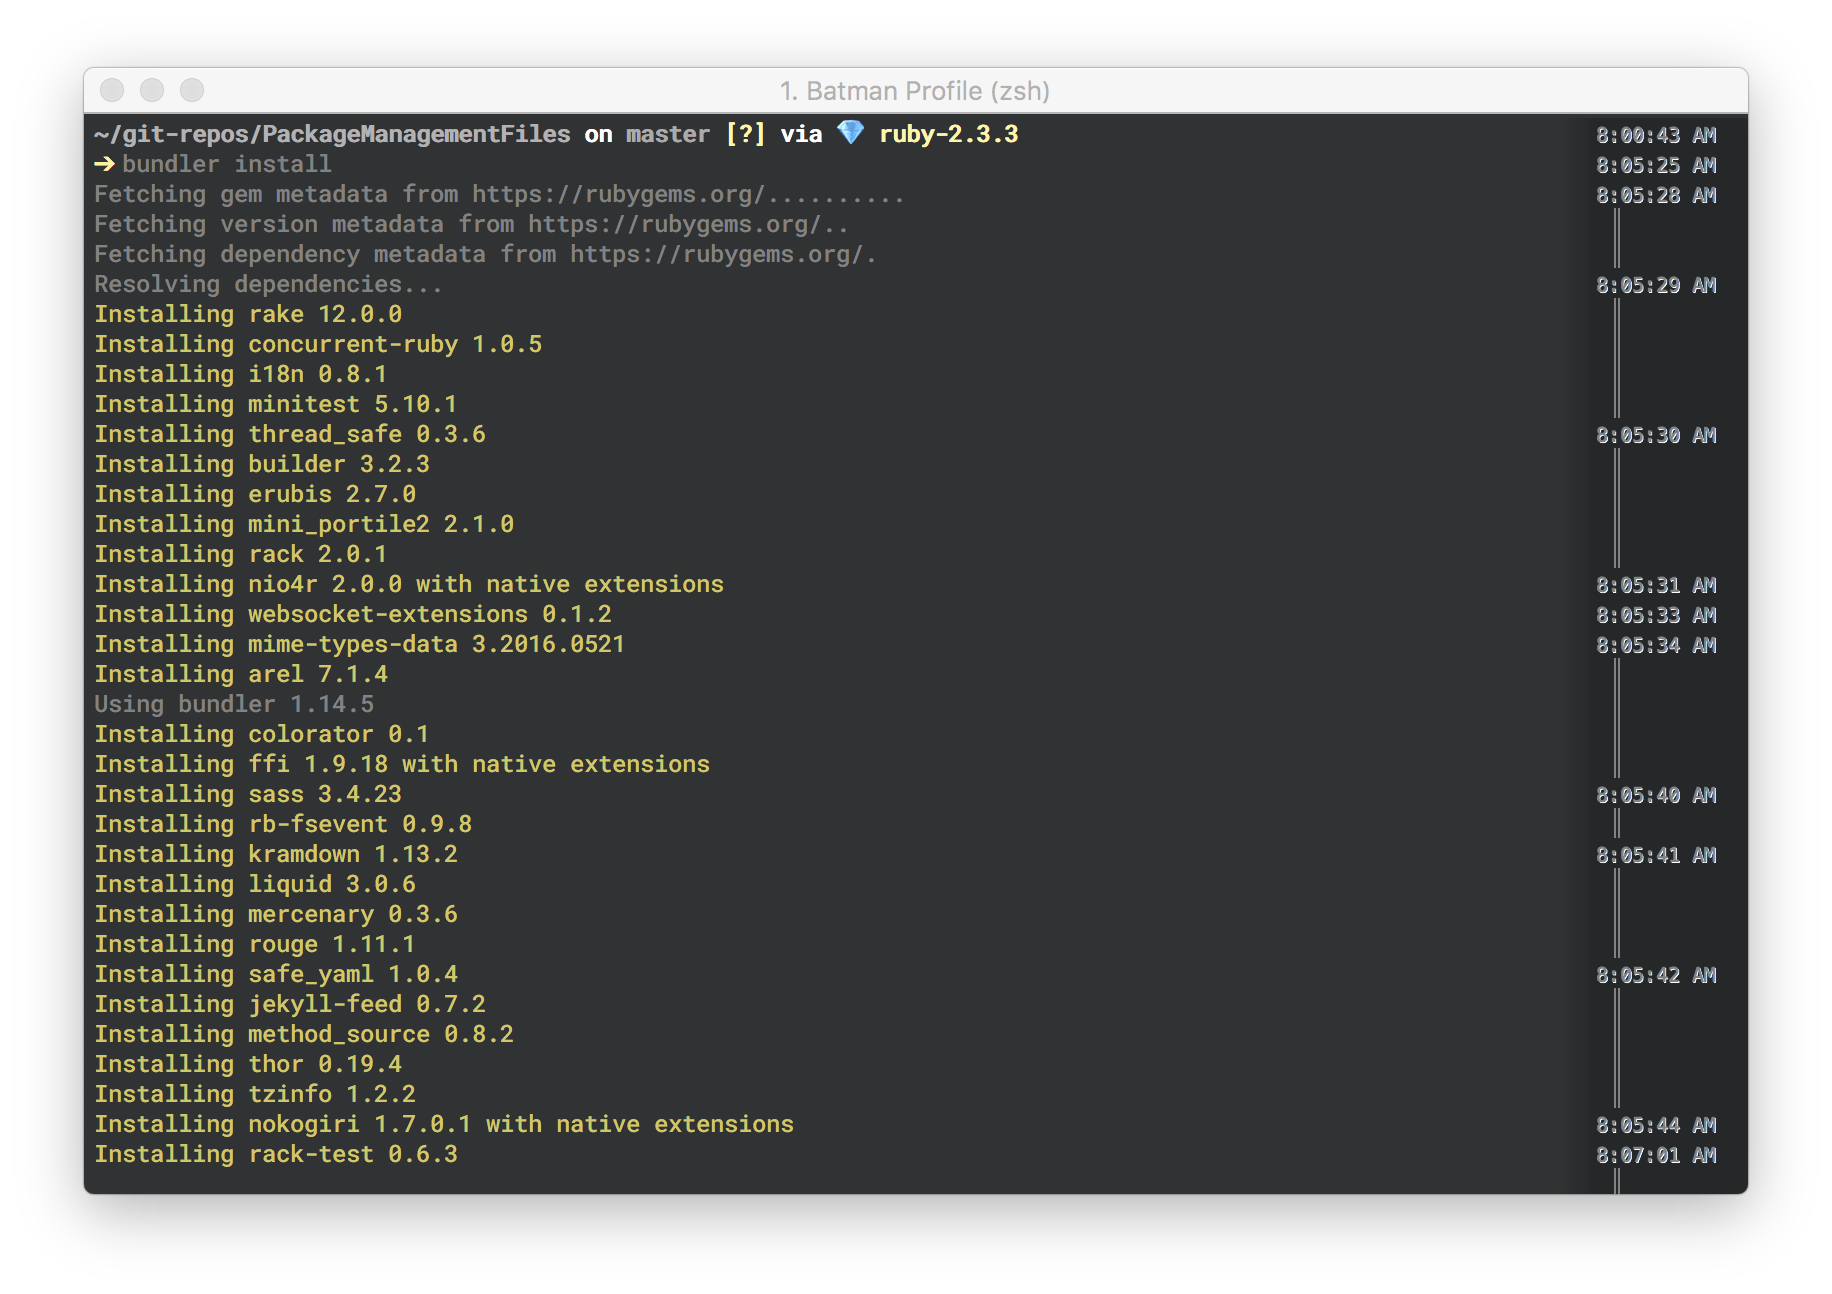 1. Batman Profile (zsh)
~/git-repos/PackageManagementFiles on master [?] via 💎 ruby-2.3.3 8:00:43 AM
➔ bundler install 8:05:25 AM
Fetching gem metadata from https://rubygems.org/.......... 8:05:28 AM
Fetching version metadata from https://rubygems.org/..
Fetching dependency metadata from https://rubygems.org/.
Resolving dependencies... 8:05:29 AM
Installing rake 12.0.0
Installing concurrent-ruby 1.0.5
Installing i18n 0.8.1
Installing minitest 5.10.1
Installing thread_safe 0.3.6 8:05:30 AM
Installing builder 3.2.3
Installing erubis 2.7.0
Installing mini_portile2 2.1.0
Installing rack 2.0.1
Installing nio4r 2.0.0 with native extensions 8:05:31 AM
Installing websocket-extensions 0.1.2 8:05:33 AM
Installing mime-types-data 3.2016.0521 8:05:34 AM
Installing arel 7.1.4
Using bundler 1.14.5
Installing colorator 0.1
Installing ffi 1.9.18 with native extensions
Installing sass 3.4.23 8:05:40 AM
Installing rb-fsevent 0.9.8
Installing kramdown 1.13.2 8:05:41 AM
Installing liquid 3.0.6
Installing mercenary 0.3.6
Installing rouge 1.11.1
Installing safe_yaml 1.0.4 8:05:42 AM
Installing jekyll-feed 0.7.2
Installing method_source 0.8.2
Installing thor 0.19.4
Installing tzinfo 1.2.2
Installing nokogiri 1.7.0.1 with native extensions 8:05:44 AM
Installing rack-test 0.6.3 8:07:01 AM